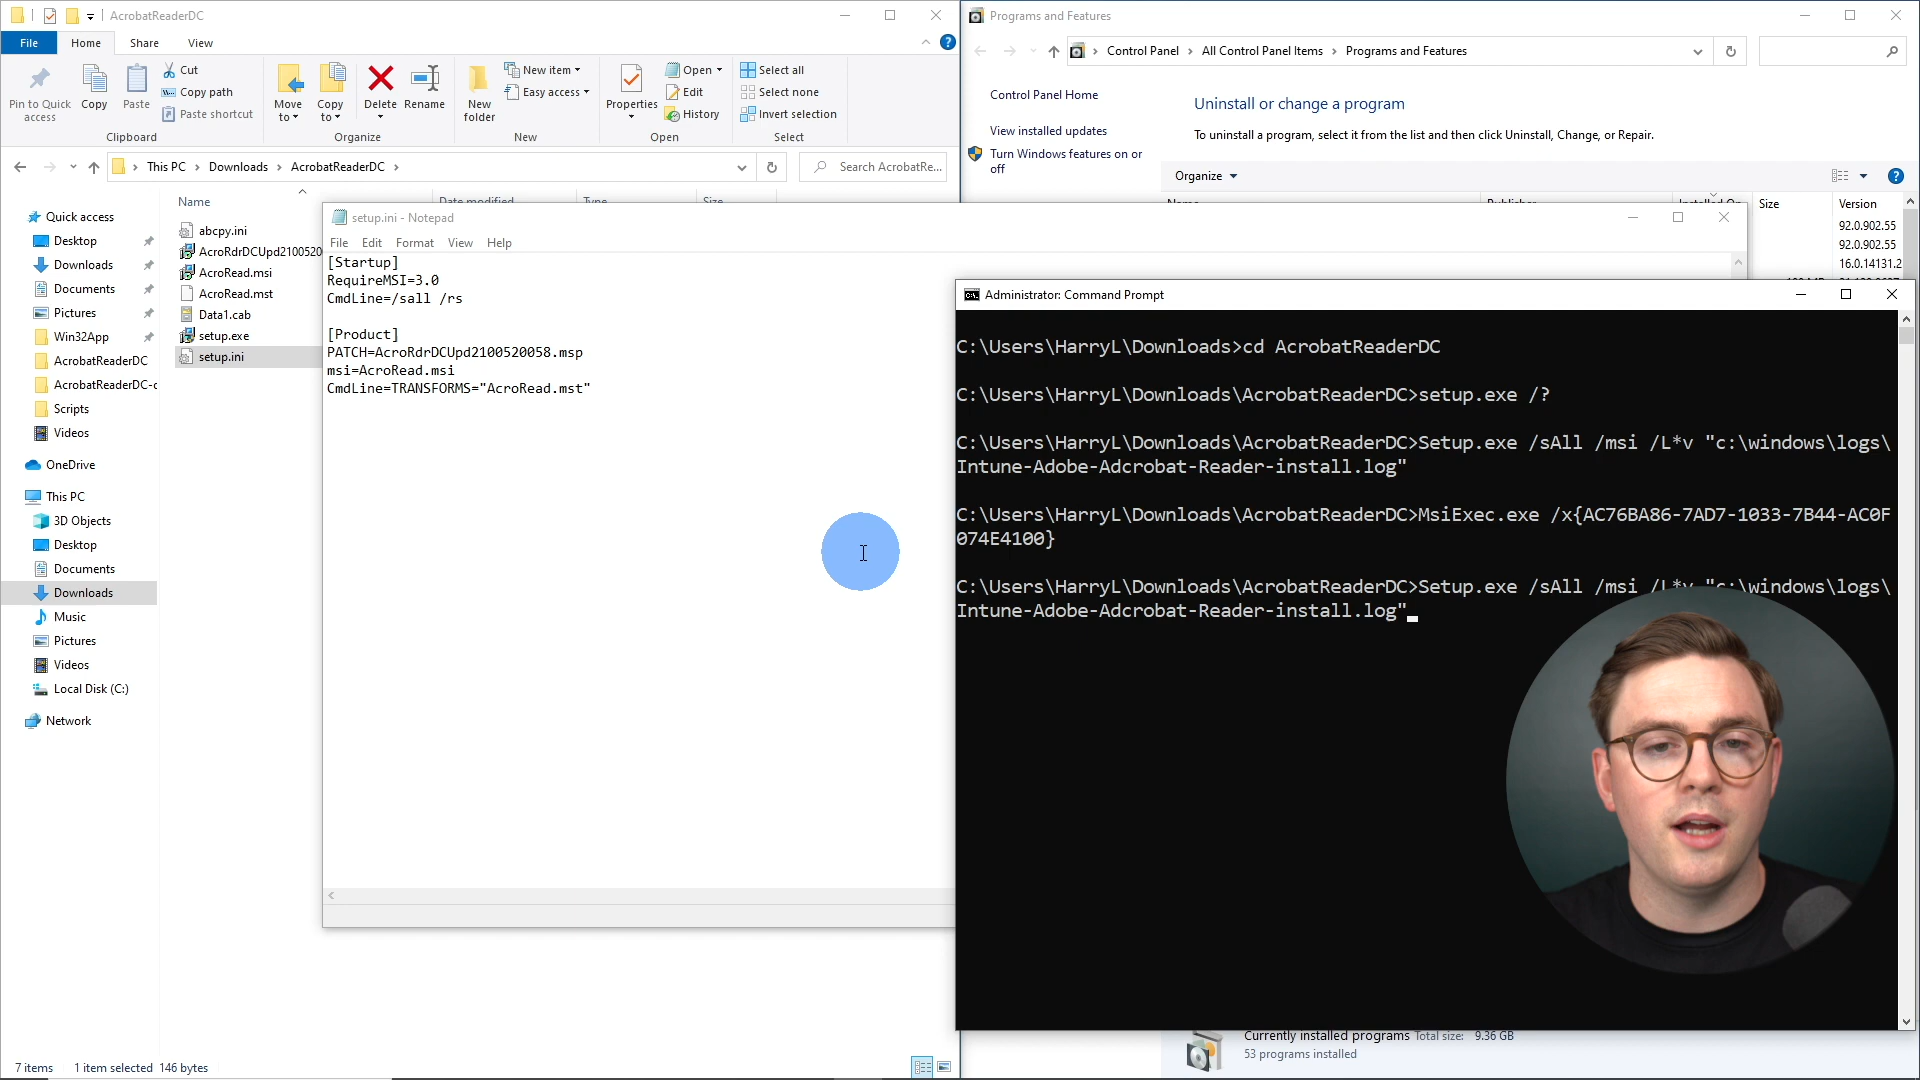 AcrobatReaderDC
File
Home
Share
View
Pin to Quick access
Copy
Paste
Cut
Copy path
Paste shortcut
Clipboard
Move to
Copy to
Delete
Rename
Organize
New folder
New item
Easy access
New
Properties
Open
Edit
History
Open
Select all
Select none
Invert selection
Select
This PC > Downloads > AcrobatReaderDC >
Search AcrobatRe...
Quick access
Desktop
Downloads
Documents
Pictures
Win32App
AcrobatReaderDC
AcrobatReaderDC-c
Scripts
Videos
OneDrive
This PC
3D Objects
Desktop
Documents
Downloads
Music
Pictures
Videos
Local Disk (C:)
Network
Name
Date modified
Type
Size
abcpy.ini
AcroRdrDCUpd2100520
AcroRead.msi
AcroRead.mst
Data1.cab
setup.exe
setup.ini
7 items
1 item selected
146 bytes
setup.ini - Notepad
File
Edit
Format
View
Help
[Startup]
RequireMSI=3.0
CmdLine=/sall /rs
[Product]
PATCH=AcroRdrDCUpd2100520058.msp
msi=AcroRead.msi
CmdLine=TRANSFORMS="AcroRead.mst"
Programs and Features
Control Panel > All Control Panel Items > Programs and Features
Control Panel Home
View installed updates
Turn Windows features on or off
Uninstall or change a program
To uninstall a program, select it from the list and then click Uninstall, Change, or Repair.
Organize
Name
Publisher
Installed On
Size
Version
92.0.902.55
92.0.902.55
16.0.14131.2
Administrator: Command Prompt
C:\Users\HarryL\Downloads>cd AcrobatReaderDC
C:\Users\HarryL\Downloads\AcrobatReaderDC>setup.exe /?
C:\Users\HarryL\Downloads\AcrobatReaderDC>Setup.exe /sAll /msi /L*v "c:\windows\logs\
Intune-Adobe-Adcrobat-Reader-install.log"
C:\Users\HarryL\Downloads\AcrobatReaderDC>MsiExec.exe /x{AC76BA86-7AD7-1033-7B44-AC0F
074E4100}
C:\Users\HarryL\Downloads\AcrobatReaderDC>Setup.exe /sAll /msi /L*v "c:\windows\logs\
Intune-Adobe-Adcrobat-Reader-install.log"
Currently installed programs
Total size: 9.36 GB
53 programs installed